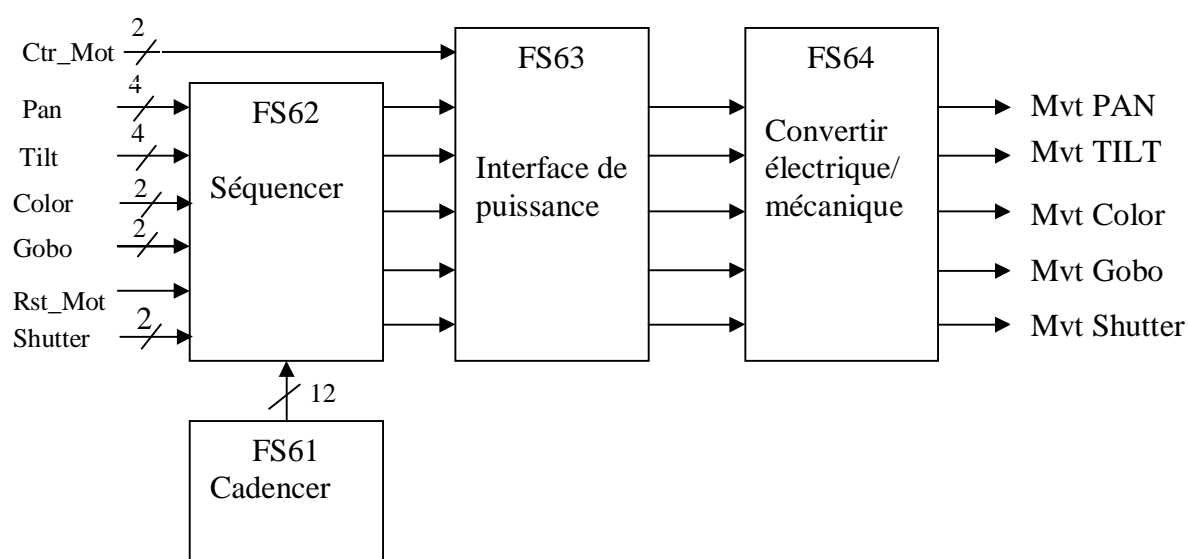 2
Ctr_Mot
FS63
FS64
4
Pan
FS62
Mvt PAN
4
Tilt
Convertir
électrique/
mécanique
Mvt TILT
Séquencer
Interface de
puissance
2
Color
Mvt Color
2
Gobo
Mvt Gobo
Rst_Mot
2
Shutter
Mvt Shutter
12
FS61
Cadencer